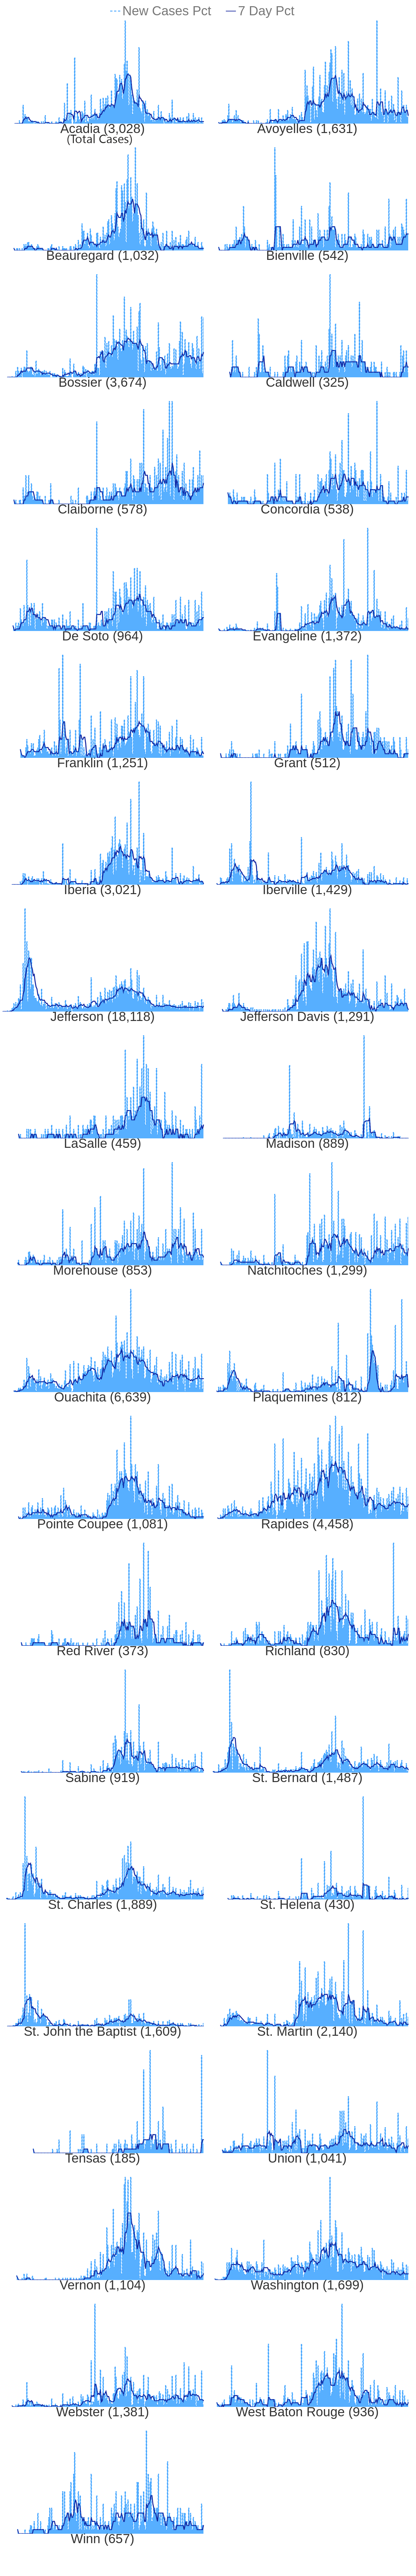 New Cases Pct 7 Day Pct
Acadia (3,028) Avoyelles (1,631)
(Total Cases)
Beauregard (1,032) Bienville (542)
Bossier (3,674) Caldwell (325)
Claiborne (578) Concordia (538)
De Soto (964) Evangeline (1,372)
Franklin (1,251) Grant (512)
Iberia (3,021) Iberville (1,429)
Jefferson (18,118) Jefferson Davis (1,291)
LaSalle (459) Madison (889)
Morehouse (853) Natchitoches (1,299)
Ouachita (6,639) Plaquemines (812)
Pointe Coupee (1,081) Rapides (4,458)
Red River (373) Richland (830)
Sabine (919) St. Bernard (1,487)
St. Charles (1,889) St. Helena (430)
St. John the Baptist (1,609) St. Martin (2,140)
Tensas (185) Union (1,041)
Vernon (1,104) Washington (1,699)
Webster (1,381) West Baton Rouge (936)
Winn (657)